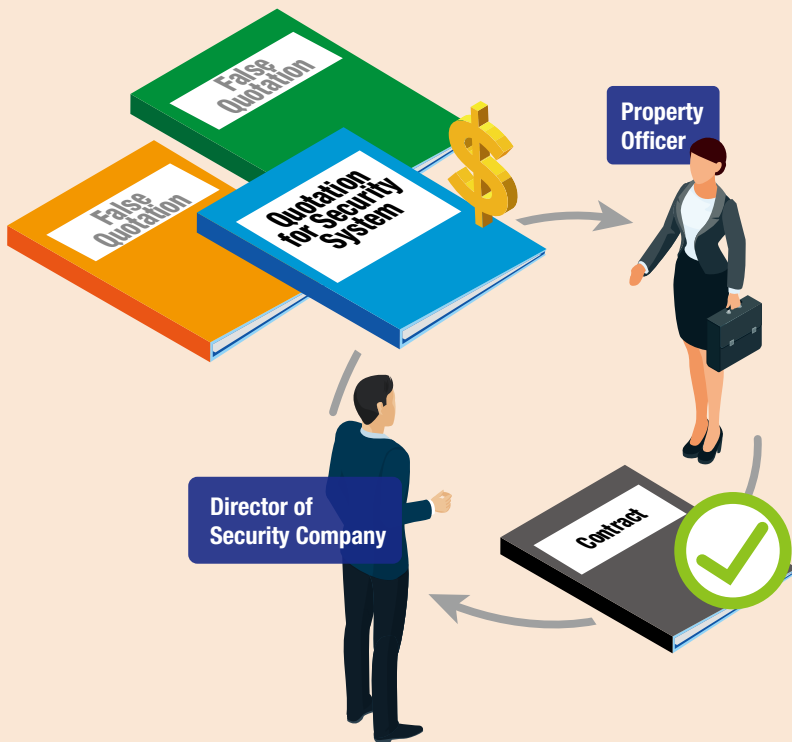 False
Quotation
False
Quotation
Quotation
for Security
System
$
Property
Officer
Director of
Security Company
Contract